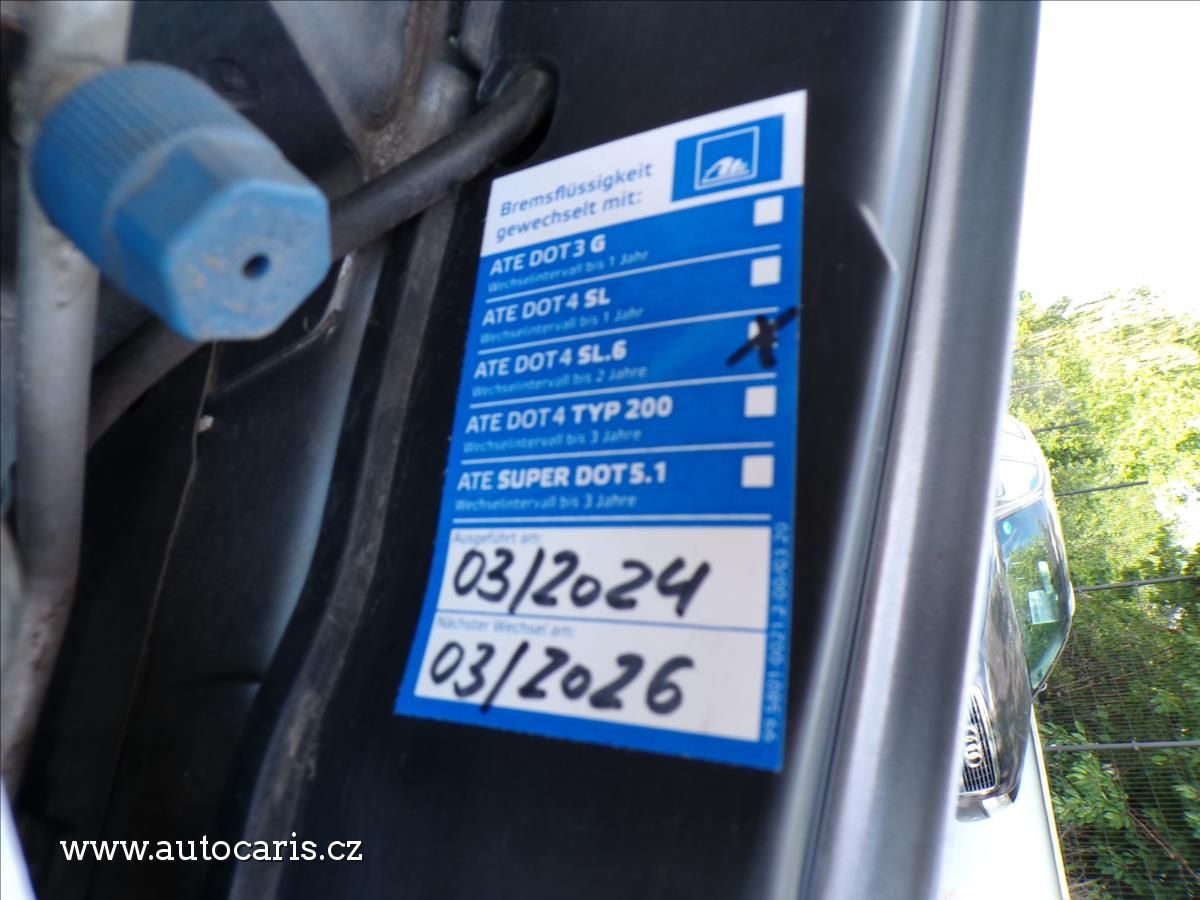 Bremsflüssigkeit
gewechselt mit:
ATE DOT 3 G
Wechselintervall bis 1 Jahr
ATE DOT 4 SL
Wechselintervall bis 1 Jahr
ATE DOT 4 SL.6
Wechselintervall bis 2 Jahre
ATE DOT 4 TYP 200
Wechselintervall bis 3 Jahre
ATE SUPER DOT 5.1
Wechselintervall bis 3 Jahre
Ausgeführt am:
03/2024
Nächster Wechsel am:
03/2026
www.autocaris.cz